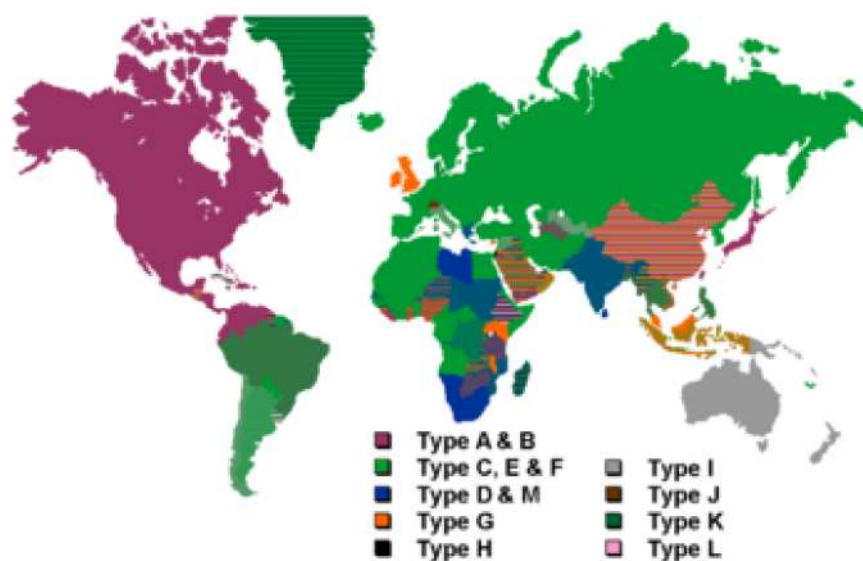 Type A & B
Type C, E & F
Type D & M
Type G
Type H
Type I
Type J
Type K
Type L